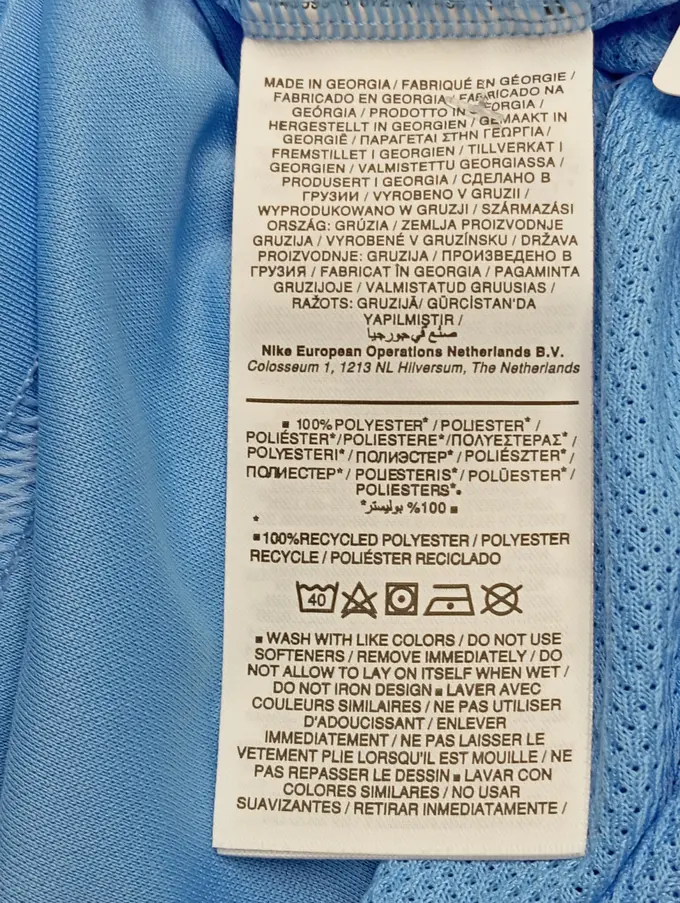 MADE IN GEORGIA / FABRIQUÉ EN GÉORGIE /
FABRICADO EN GEORGIA / FABRICADO NA
GEÓRGIA / PRODOTTO IN GEORGIA /
HERGESTELLT IN GEORGIEN / GEMAAKT IN
GEORGIË / ΠΑΡΑΓΕΤΑΙ ΣΤΗΝ ΓΕΩΡΓΙΑ /
FREMSTILLET I GEORGIEN / TILLVERKAT I
GEORGIEN / VALMISTETTU GEORGIASSA /
PRODUSERT I GEORGIA / СДЕЛАНО В
ГРУЗИИ / VYROBENO V GRUZII /
WYPRODUKOWANO W GRUZJI / SZÁRMAZÁSI
ORSZÁG: GRÚZIA / ZEMLJA PROIZVODNJE
GRUZIJA / VYROBENÉ V GRUZÍNSKU / DRŽAVA
PROIZVODNJE: GRUZIJA / ПРОИЗВЕДЕНО В
ГРУЗИЯ / FABRICAT ÎN GEORGIA / PAGAMINTA
GRUZIJOJE / VALMISTATUD GRUUSIAS /
RAŽOTS: GRUZIJĀ / GÜRCİSTAN'DA
YAPILMIŞTIR /
صنع في جورجيا
Nike European Operations Netherlands B.V.
Colosseum 1, 1213 NL Hilversum, The Netherlands
■ 100% POLYESTER* / POLIESTER* /
POLIÉSTER*/POLIESTERE*/ΠΟΛΥΕΣΤΕΡΑΣ* /
POLYESTERI* / ПОЛИЭСТЕР* / POLIÉSZTER* /
ПОЛИЕСТЕР* / POLIESTERIS* / POLÜESTER* /
POLIESTERS*■
■ 100% بوليستر*
*
■100%RECYCLED POLYESTER / POLYESTER
RECYCLE / POLIÉSTER RECICLADO
40
■ WASH WITH LIKE COLORS / DO NOT USE
SOFTENERS / REMOVE IMMEDIATELY / DO
NOT ALLOW TO LAY ON ITSELF WHEN WET /
DO NOT IRON DESIGN ■ LAVER AVEC
COULEURS SIMILAIRES / NE PAS UTILISER
D'ADOUCISSANT / ENLEVER
IMMEDIATEMENT / NE PAS LAISSER LE
VETEMENT PLIE LORSQU'IL EST MOUILLE / NE
PAS REPASSER LE DESSIN ■ LAVAR CON
COLORES SIMILARES / NO USAR
SUAVIZANTES / RETIRAR INMEDIATAMENTE /